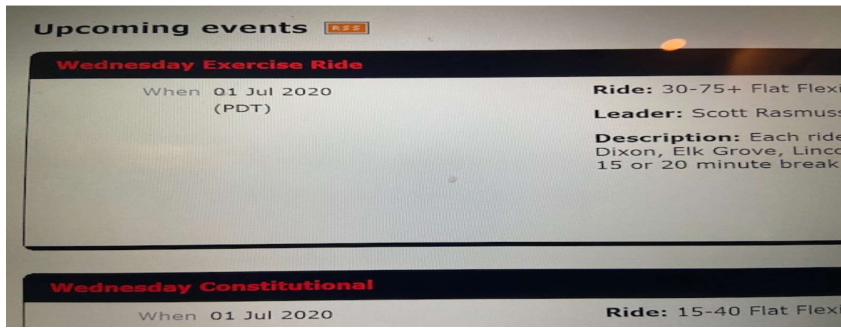 Upcoming events RSS
Wednesday Exercise Ride
When 01 Jul 2020
(PDT)
Ride: 30-75+ Flat Flexi
Leader: Scott Rasmuss
Description: Each ride
Dixon, Elk Grove, Linco
15 or 20 minute break
Wednesday Constitutional
When 01 Jul 2020
Ride: 15-40 Flat Flexi